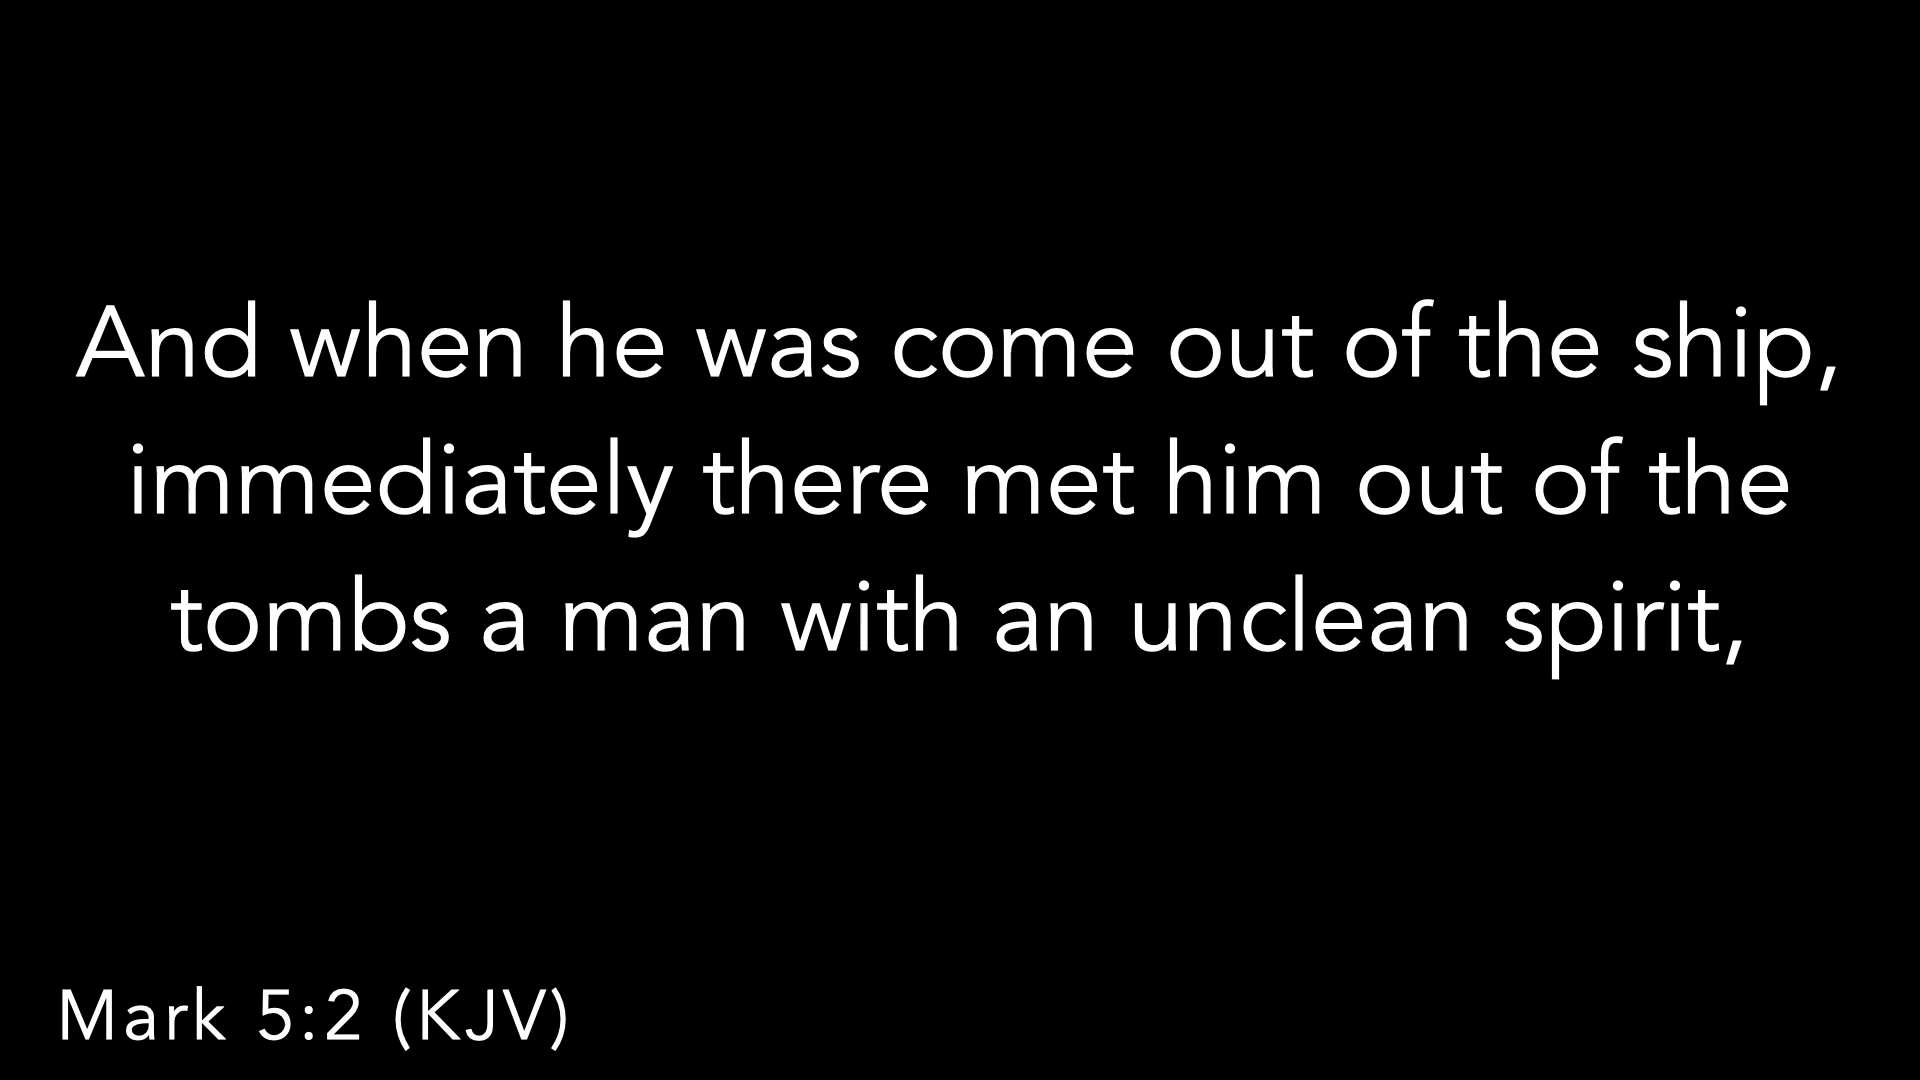 And when he was come out of the ship,
immediately there met him out of the
tombs a man with an unclean spirit,
Mark 5:2 (KJV)